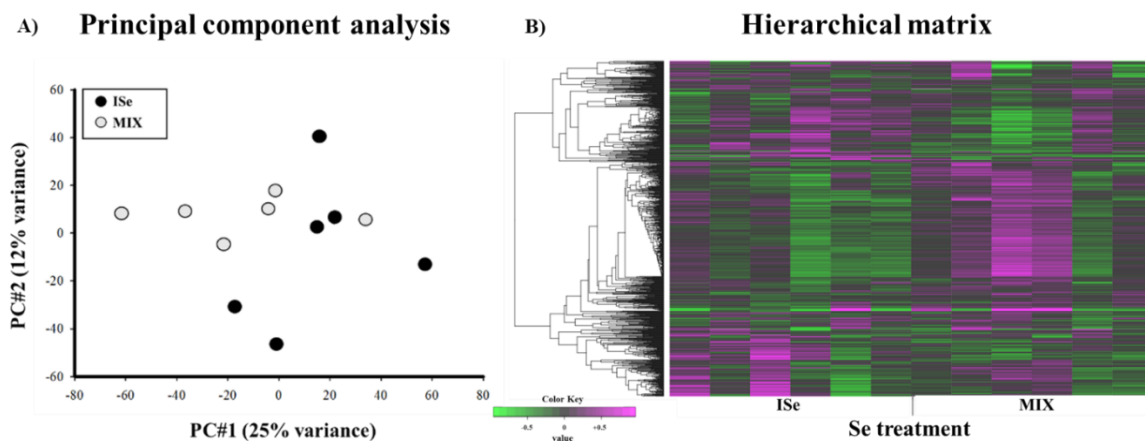 A) Principal component analysis
ISe
MIX
60
40
20
0
-20
-40
-60
-80 -60 -40 -20 0 20 40 60 80
PC#2 (12% variance)
PC#1 (25% variance)
B) Hierarchical matrix
Color Key
-0.5 0 +0.5
value
ISe MIX
Se treatment